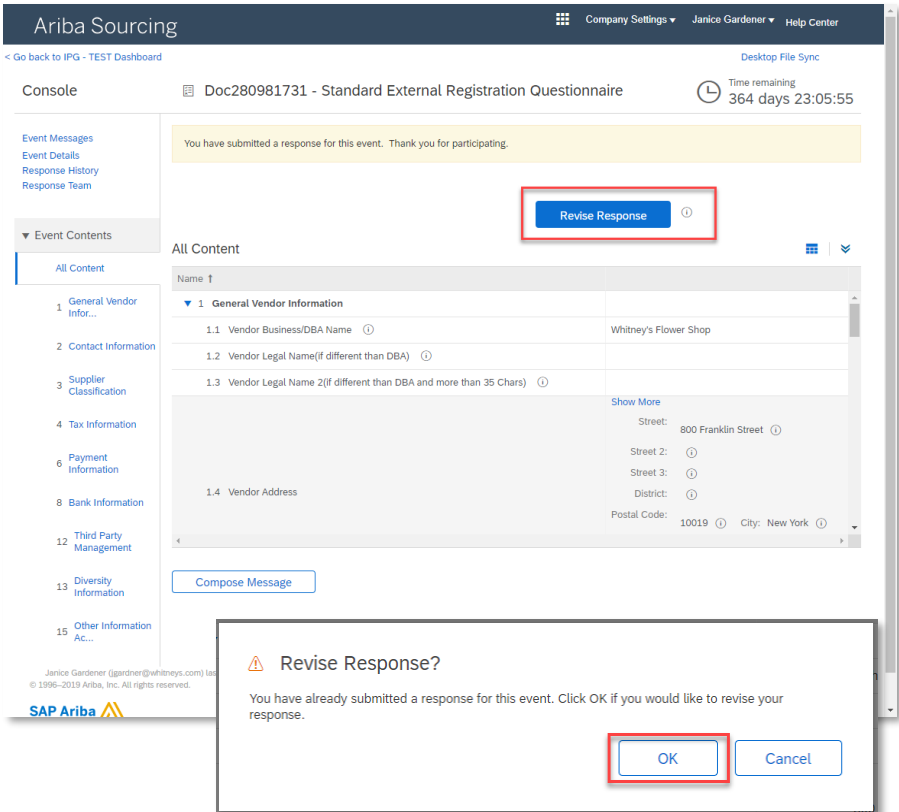 Ariba Sourcing
Company Settings ▾ Janice Gardener ▾ Help Center
< Go back to IPG - TEST Dashboard
Desktop File Sync
Console
Doc280981731 - Standard External Registration Questionnaire
Time remaining
364 days 23:05:55
Event Messages
Event Details
Response History
Response Team
You have submitted a response for this event. Thank you for participating.
Revise Response
▼ Event Contents
All Content
1 General Vendor
Infor...
2 Contact Information
3 Supplier
Classification
4 Tax Information
6 Payment
Information
8 Bank Information
12 Third Party
Management
13 Diversity
Information
15 Other Information
Ac...
All Content
Name ↑
▼ 1 General Vendor Information
1.1 Vendor Business/DBA Name
Whitney's Flower Shop
1.2 Vendor Legal Name(if different than DBA)
1.3 Vendor Legal Name 2(if different than DBA and more than 35 Chars)
1.4 Vendor Address
Show More
Street: 800 Franklin Street
Street 2:
Street 3:
District:
Postal Code: 10019 City: New York
Compose Message
Janice Gardener (jgardner@whitneys.com) las
© 1996–2019 Ariba, Inc. All rights reserved.
SAP Ariba
Revise Response?
You have already submitted a response for this event. Click OK if you would like to revise your
response.
OK
Cancel